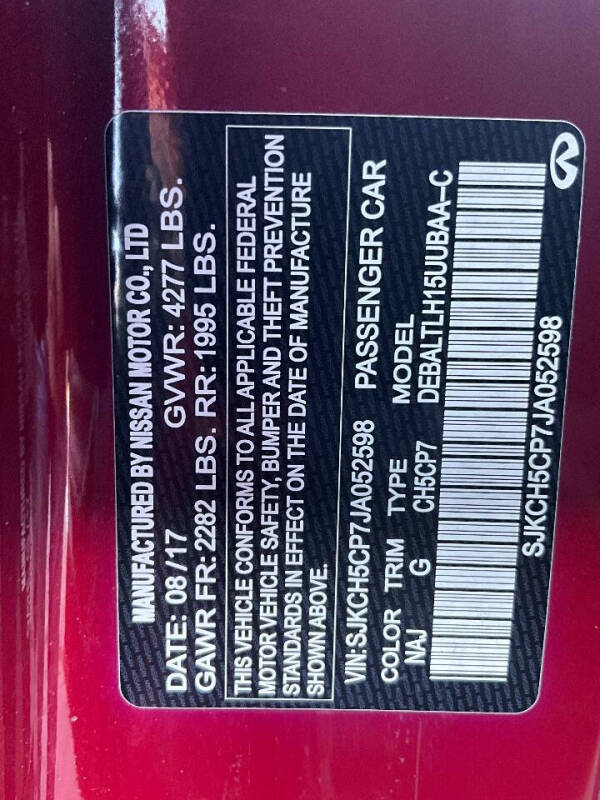 MANUFACTURED BY NISSAN MOTOR CO., LTD
DATE: 08/17 GVWR: 4277 LBS.
GAWR FR: 2282 LBS. RR: 1995 LBS.
THIS VEHICLE CONFORMS TO ALL APPLICABLE FEDERAL
MOTOR VEHICLE SAFETY, BUMPER AND THEFT PREVENTION
STANDARDS IN EFFECT ON THE DATE OF MANUFACTURE
SHOWN ABOVE.
VIN:SJKCH5CP7JA052598 PASSENGER CAR
COLOR TRIM TYPE MODEL
NAJ G CH5CP7 DEBALTLH15UUBAA-C
SJKCH5CP7JA052598